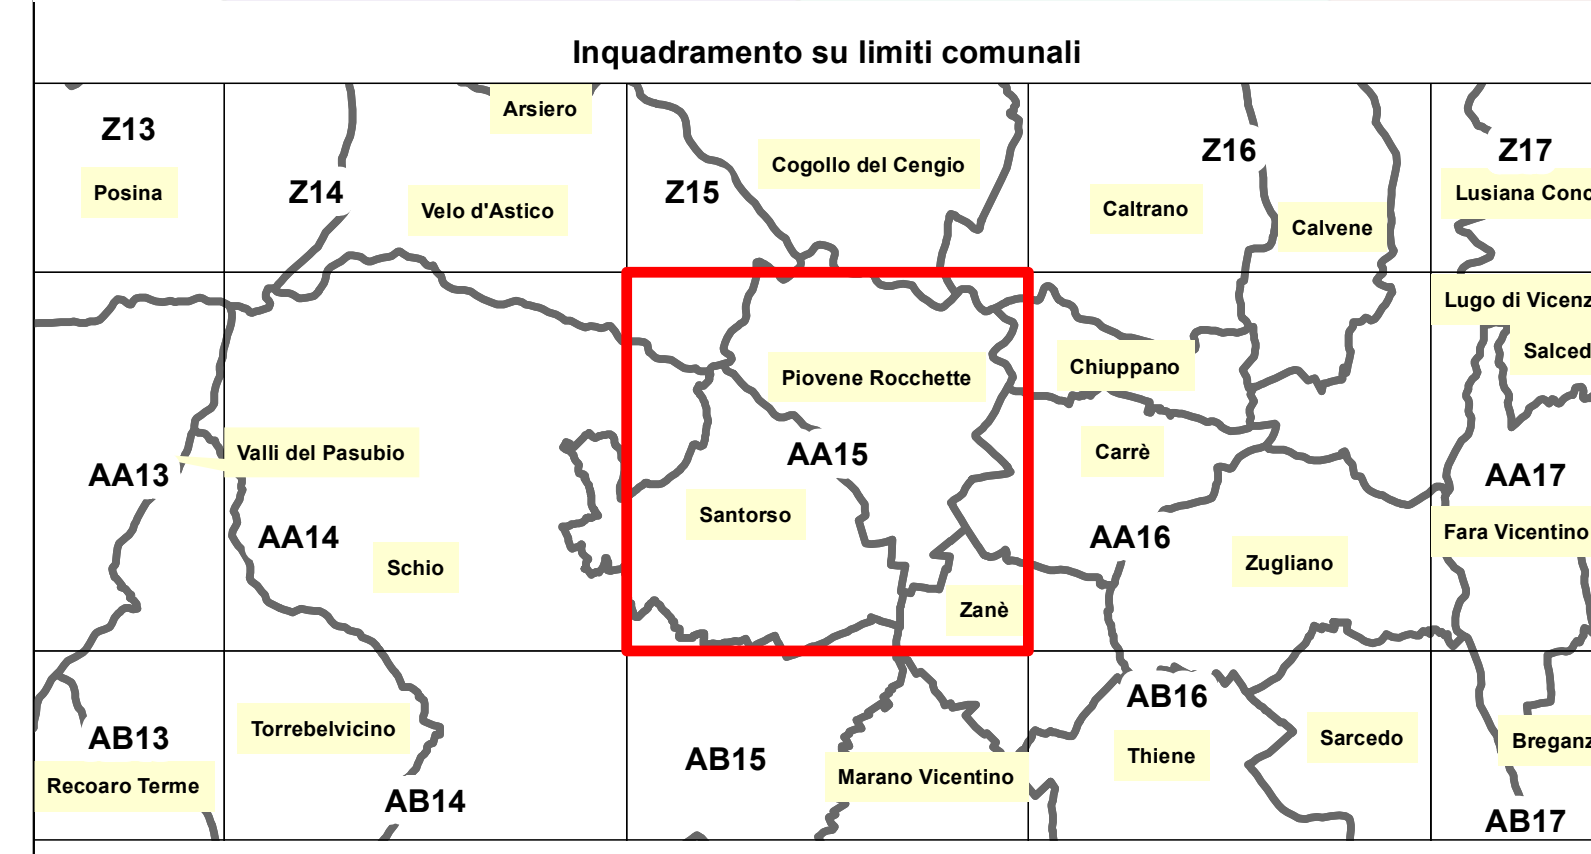 Inquadramento su limiti comunali
Arsiero
Z13
Z16
Z17
Cogollo del Cengio
Posina
Z14
Z15
Lusiana Conc
Velo d'Astico
Caltrano
Calvene
Lugo di Vicenz
Salced
Chiuppano
Piovene Rocchette
Valli del Pasubio
AA15
Carrè
AA13
AA17
Santorso
AA14
AA16
Fara Vicentino
Schio
Zugliano
Zanè
AB16
Torrebelvicino
AB13
Sarcedo
Breganz
AB15
Thiene
Marano Vicentino
Recoaro Terme
AB14
AB17